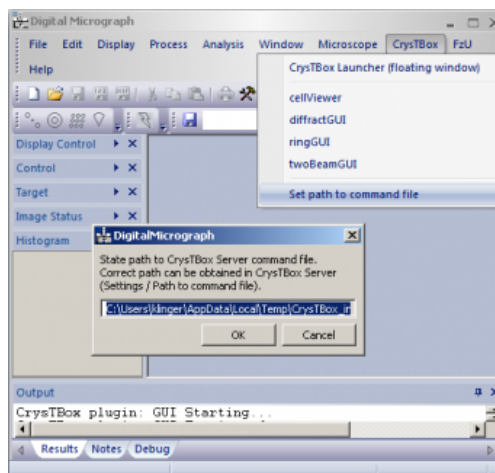 Digital Micrograph
File Edit Display Process Analysis Window Microscope CrysTBox FzU
Help
CrysTBox Launcher (floating window)
cellViewer
diffractGUI
ringGUI
twoBeamGUI
Set path to command file
Display Control
Control
Target
Image Status
Histogram
DigitalMicrograph
State path to CrysTBox Server command file.
Correct path can be obtained in CrysTBox Server
(Settings / Path to command file).
C:\Users\klinger\AppData\Local\Temp\CrysTBox_in
OK Cancel
Output
CrysTBox plugin: GUI Starting...
Results Notes Debug